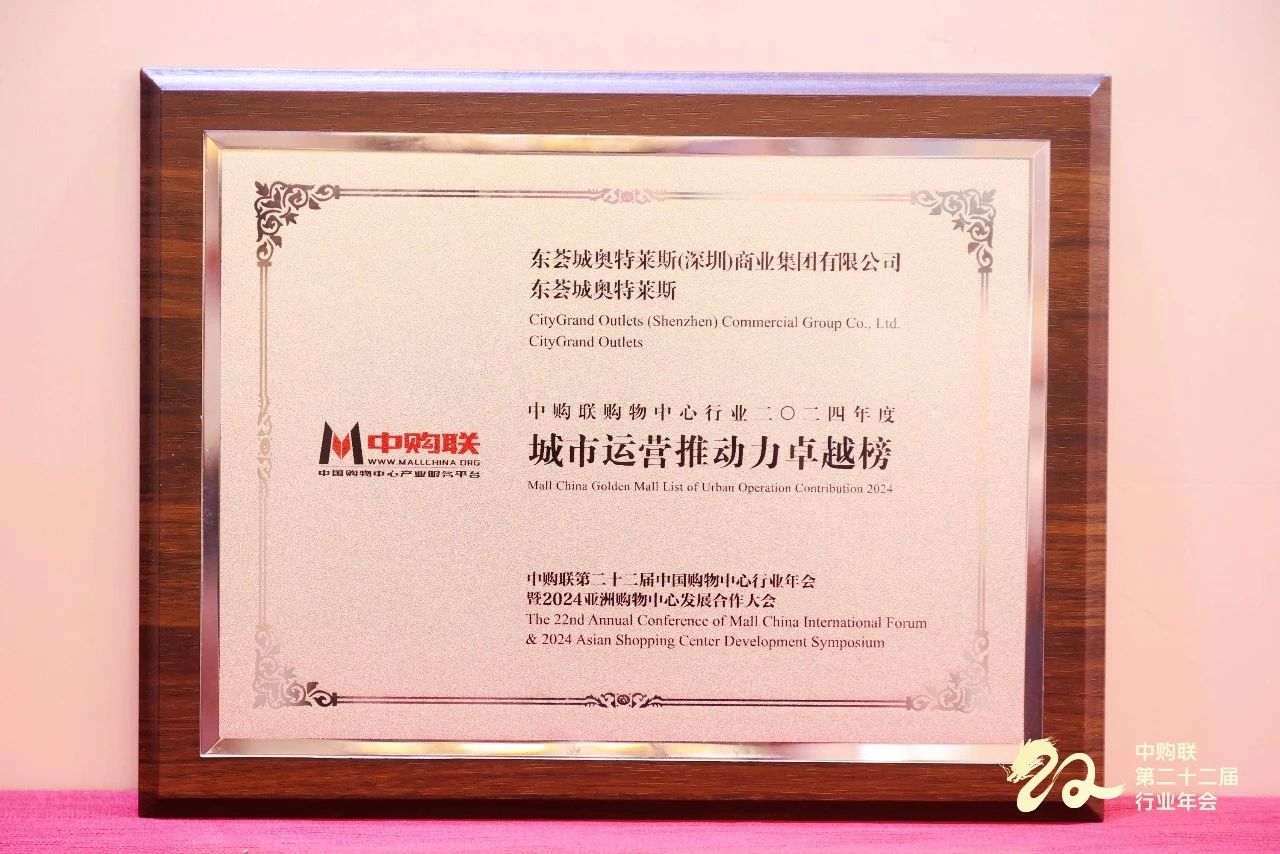 东荟城奥特莱斯(深圳)商业集团有限公司
东荟城奥特莱斯
CityGrand Outlets (Shenzhen) Commercial Group Co., Ltd.
CityGrand Outlets
中购联购物中心行业二〇二四年度
城市运营推动力卓越榜
Mall China Golden Mall List of Urban Operation Contribution 2024
中购联
WWW.MALLCHINA.ORG
中国购物中心产业服务平台
中购联第二十二届中国购物中心行业年会
暨2024亚洲购物中心发展合作大会
The 22nd Annual Conference of Mall China International Forum
& 2024 Asian Shopping Center Development Symposium
22
中购联
第二十二届
行业年会